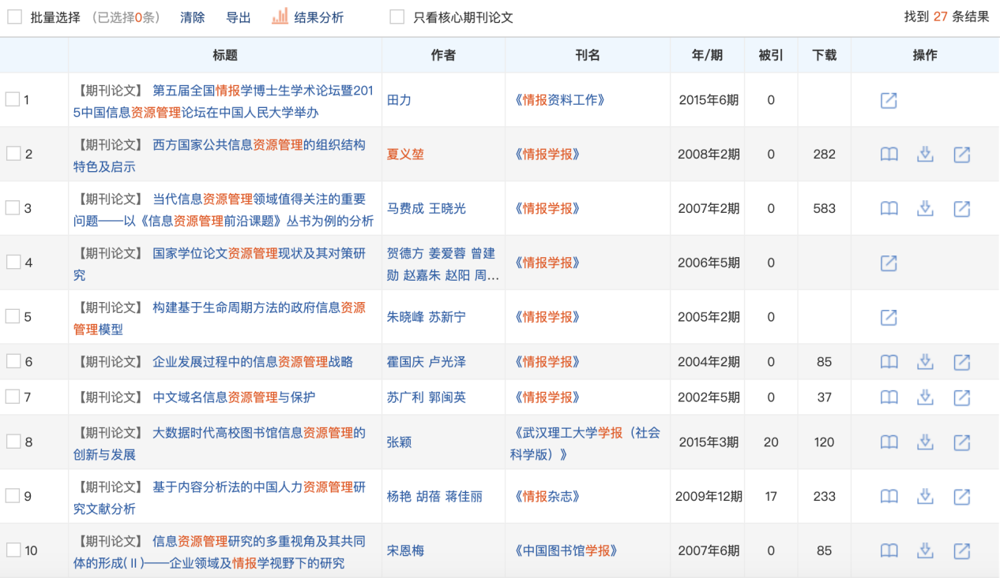 批量选择 (已选择0条) 清除 导出 结果分析 只看核心期刊论文 找到 27 条结果
标题 作者 刊名 年/期 被引 下载 操作
1 【期刊论文】 第五届全国情报学博士生学术论坛暨201
5中国信息资源管理论坛在中国人民大学举办 田力 《情报资料工作》 2015年6期 0
2 【期刊论文】 西方国家公共信息资源管理的组织结构
特色及启示 夏义堃 《情报学报》 2008年2期 0 282
3 【期刊论文】 当代信息资源管理领域值得关注的重要
问题——以《信息资源管理前沿课题》丛书为例的分析 马费成 王晓光 《情报学报》 2007年2期 0 583
4 【期刊论文】 国家学位论文资源管理现状及其对策研
究 贺德方 姜爱蓉 曾建
勋 赵嘉朱 赵阳 周... 《情报学报》 2006年5期 0
5 【期刊论文】 构建基于生命周期方法的政府信息资源
管理模型 朱晓峰 苏新宁 《情报学报》 2005年2期 0
6 【期刊论文】 企业发展过程中的信息资源管理战略 霍国庆 卢光泽 《情报学报》 2004年2期 0 85
7 【期刊论文】 中文域名信息资源管理与保护 苏广利 郭闽英 《情报学报》 2002年5期 0 37
8 【期刊论文】 大数据时代高校图书馆信息资源管理的
创新与发展 张颖 《武汉理工大学学报（社会
科学版）》 2015年3期 20 120
9 【期刊论文】 基于内容分析法的中国人力资源管理研
究文献分析 杨艳 胡蓓 蒋佳丽 《情报杂志》 2009年12期 17 233
10 【期刊论文】 信息资源管理研究的多重视角及其共同
体的形成(Ⅱ)——企业领域及情报学视野下的研究 宋恩梅 《中国图书馆学报》 2007年6期 0 85